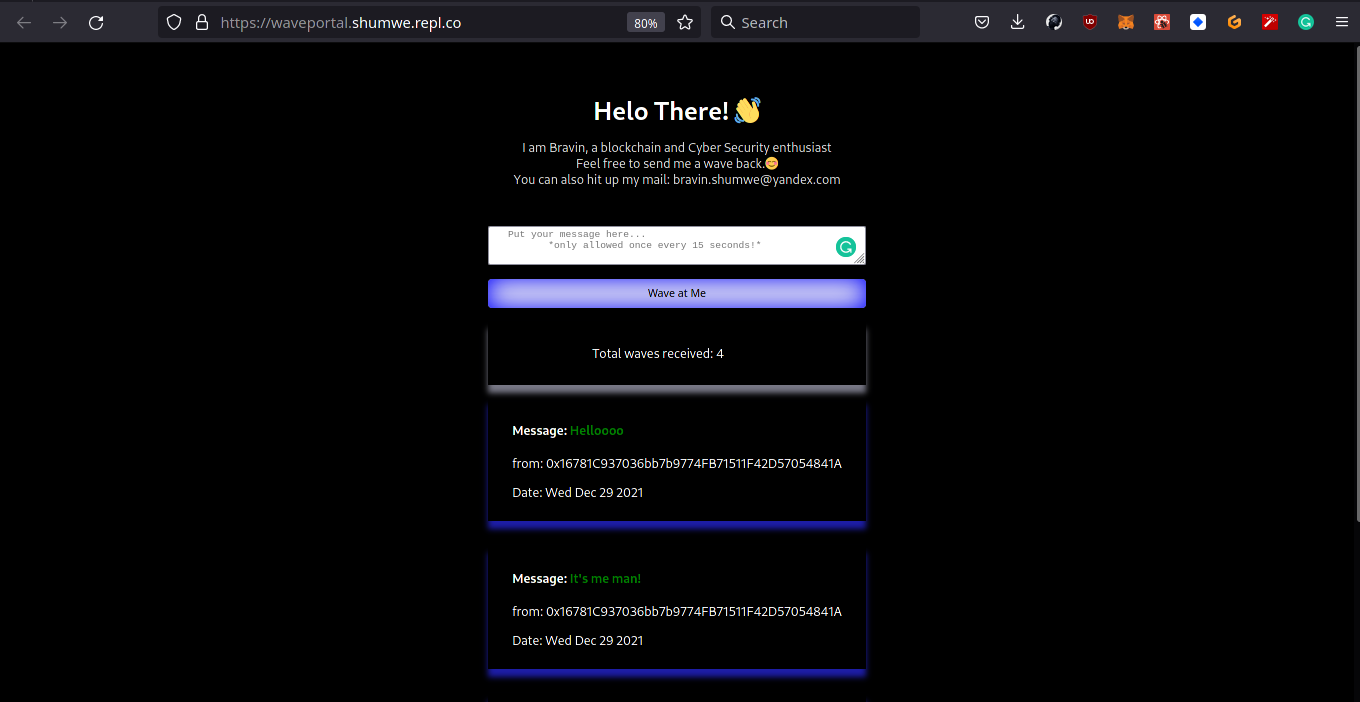 https://waveportal.shumwe.repl.co
80%
Search
Helo There! 👋
I am Bravin, a blockchain and Cyber Security enthusiast
Feel free to send me a wave back.😊
You can also hit up my mail: bravin.shumwe@yandex.com
Put your message here...
*only allowed once every 15 seconds!*
Wave at Me
Total waves received: 4
Message: Helloooo
from: 0x16781C937036bb7b9774FB71511F42D57054841A
Date: Wed Dec 29 2021
Message: It's me man!
from: 0x16781C937036bb7b9774FB71511F42D57054841A
Date: Wed Dec 29 2021